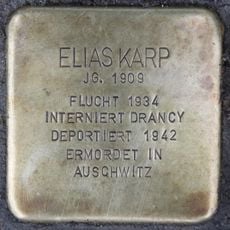 ELIAS KARP
JG. 1909
FLUCHT 1934
INTERNIERT DRANCY
DEPORTIERT 1942
ERMORDET IN
AUSCHWITZ